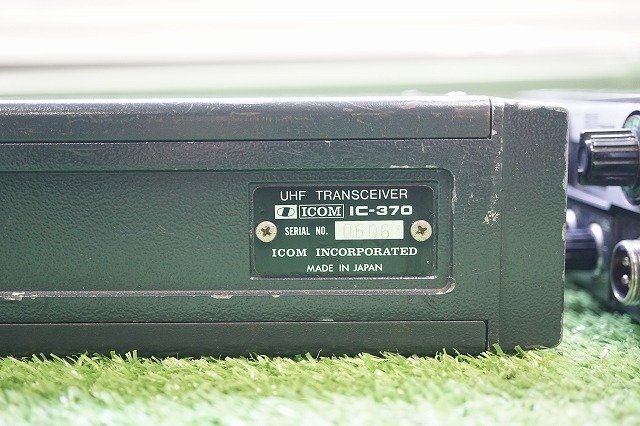 UHF TRANSCEIVER
ICOM IC-370
SERIAL NO. 0606
ICOM INCORPORATED
MADE IN JAPAN